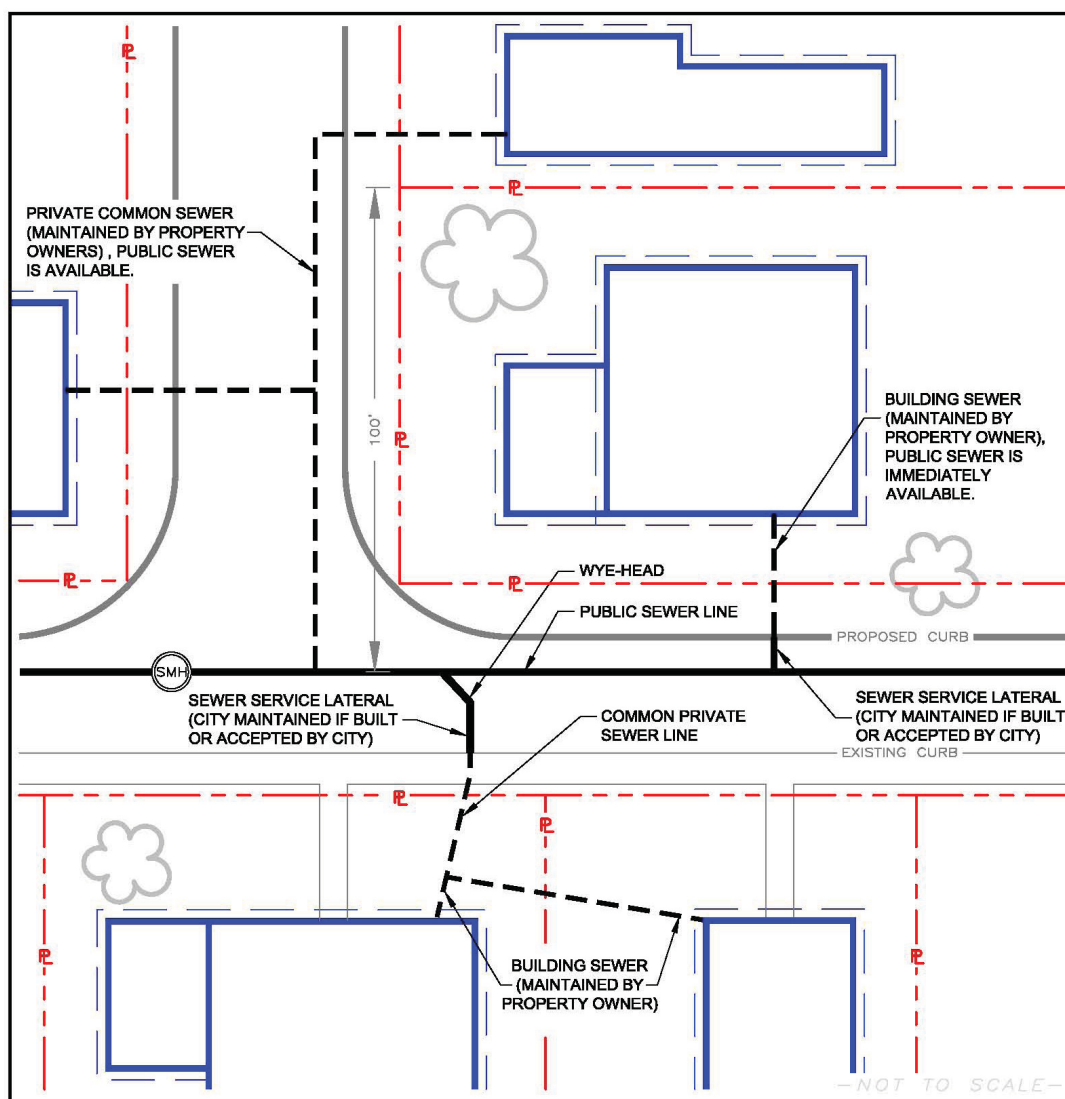 PL
PL
PRIVATE COMMON SEWER
(MAINTAINED BY PROPERTY
OWNERS) , PUBLIC SEWER
IS AVAILABLE.
100'
PL
BUILDING SEWER
(MAINTAINED BY
PROPERTY OWNER),
PUBLIC SEWER IS
IMMEDIATELY
AVAILABLE.
PL
WYE-HEAD
PL
PUBLIC SEWER LINE
PROPOSED CURB
SMH
SEWER SERVICE LATERAL
(CITY MAINTAINED IF BUILT
OR ACCEPTED BY CITY)
COMMON PRIVATE
SEWER LINE
SEWER SERVICE LATERAL
(CITY MAINTAINED IF BUILT
OR ACCEPTED BY CITY)
EXISTING CURB
PL
PL
PL
BUILDING SEWER
(MAINTAINED BY
PROPERTY OWNER)
PL
NOT TO SCALE